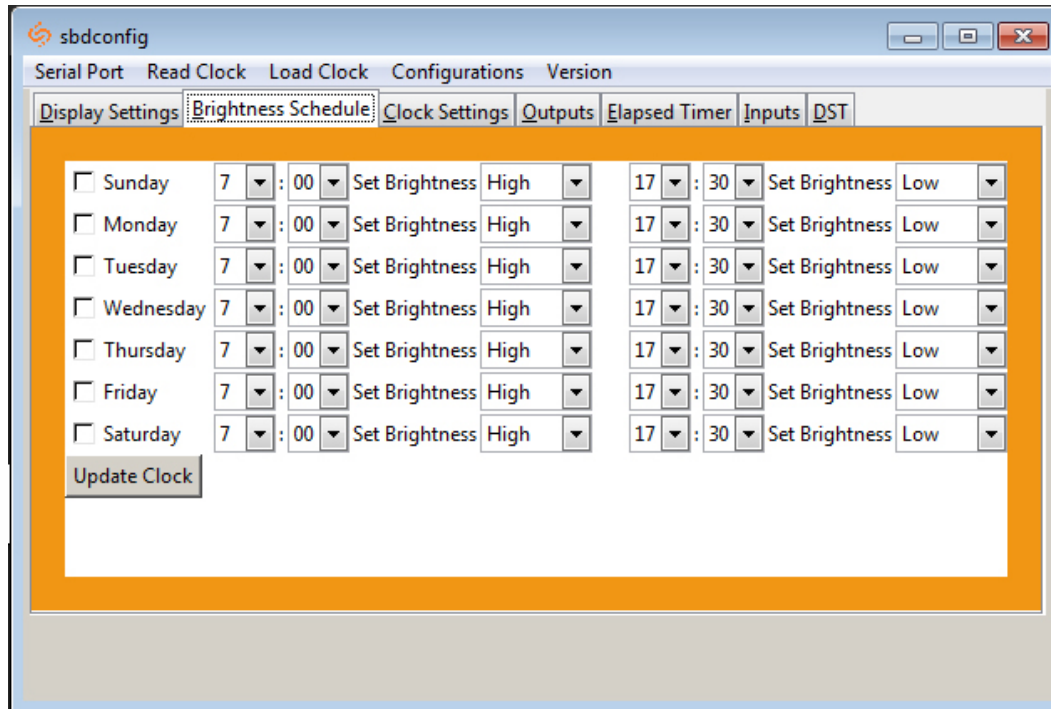 sbdconfig
Serial Port Read Clock Load Clock Configurations Version
Display Settings Brightness Schedule Clock Settings Outputs Elapsed Timer Inputs DST
Sunday 7 : 00 Set Brightness High 17 : 30 Set Brightness Low
Monday 7 : 00 Set Brightness High 17 : 30 Set Brightness Low
Tuesday 7 : 00 Set Brightness High 17 : 30 Set Brightness Low
Wednesday 7 : 00 Set Brightness High 17 : 30 Set Brightness Low
Thursday 7 : 00 Set Brightness High 17 : 30 Set Brightness Low
Friday 7 : 00 Set Brightness High 17 : 30 Set Brightness Low
Saturday 7 : 00 Set Brightness High 17 : 30 Set Brightness Low
Update Clock